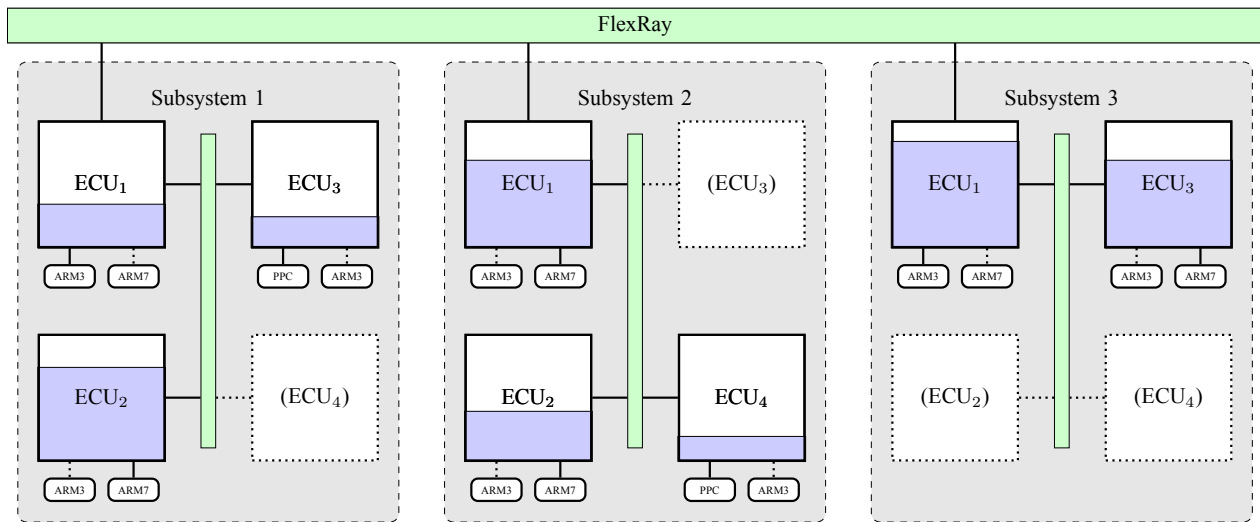 FlexRay
Subsystem 1
ECU₁
ECU₃
ARM3
ARM7
PPC
ARM3
ECU₂
(ECU₄)
ARM3
ARM7
Subsystem 2
ECU₁
(ECU₃)
ARM3
ARM7
ECU₂
ECU₄
ARM3
ARM7
PPC
ARM3
Subsystem 3
ECU₁
ECU₃
ARM3
ARM7
ARM3
ARM7
(ECU₂)
(ECU₄)